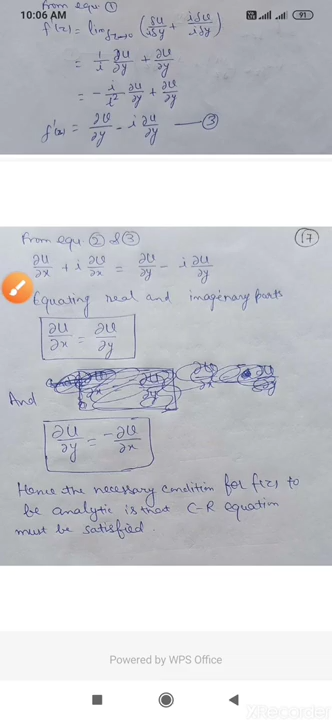 10:06 AM 91
From equ ①
f'(z) = lim δy→0 (δu/iδy + iδv/iδy)
= 1/i ∂u/∂y + ∂v/∂y
= -i/i² ∂u/∂y + ∂v/∂y
f'(z) = ∂v/∂y - i ∂u/∂y — ③
17
From equ ② & ③
∂u/∂x + i ∂v/∂x = ∂v/∂y - i ∂u/∂y
Equating real and imaginary parts
∂u/∂x = ∂v/∂y
And
∂u/∂y = -∂v/∂x
Hence the necessary condition for f(z) to
be analytic is that C-R equation
must be satisfied.
Powered by WPS Office
XRecorder